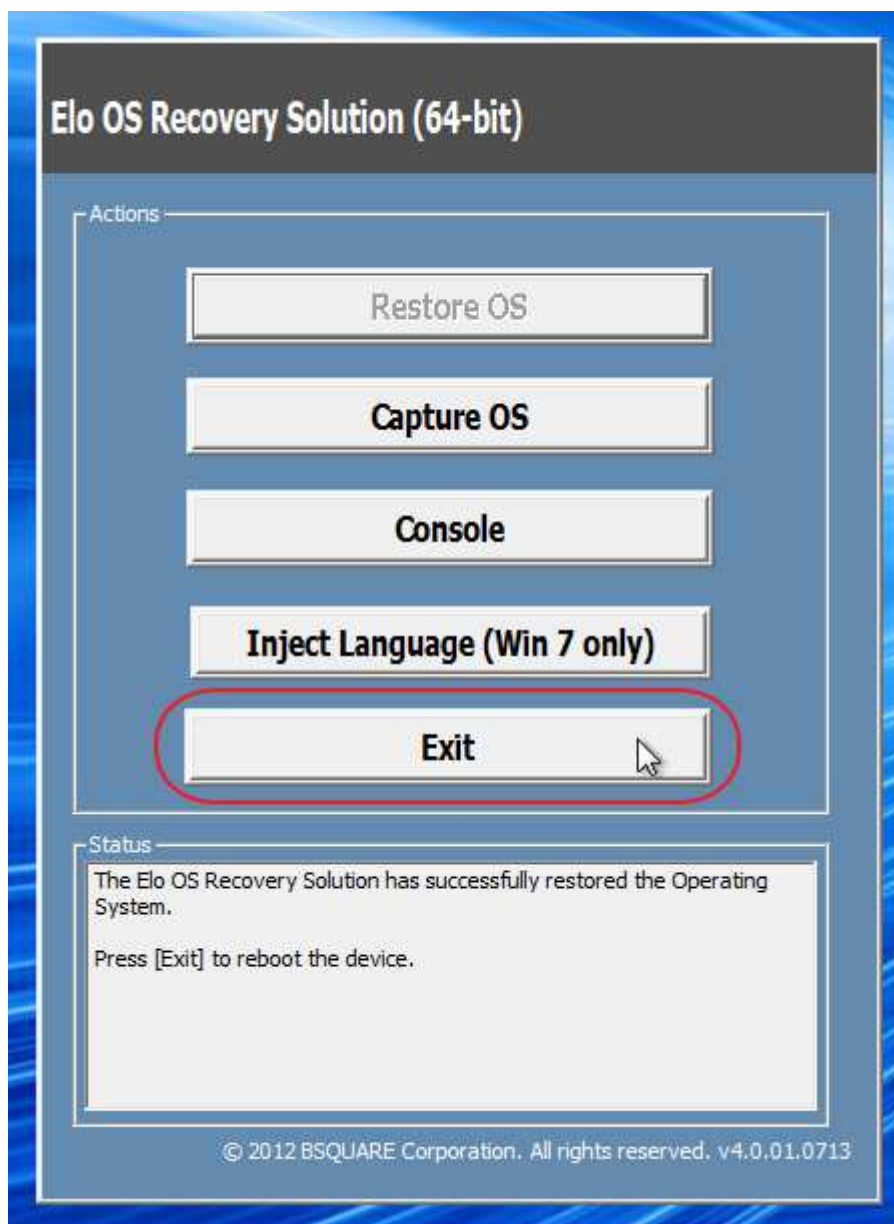 Elo OS Recovery Solution (64-bit)
Actions
Restore OS
Capture OS
Console
Inject Language (Win 7 only)
Exit
Status
The Elo OS Recovery Solution has successfully restored the Operating
System.
Press [Exit] to reboot the device.
© 2012 BSQUARE Corporation. All rights reserved. v4.0.01.0713